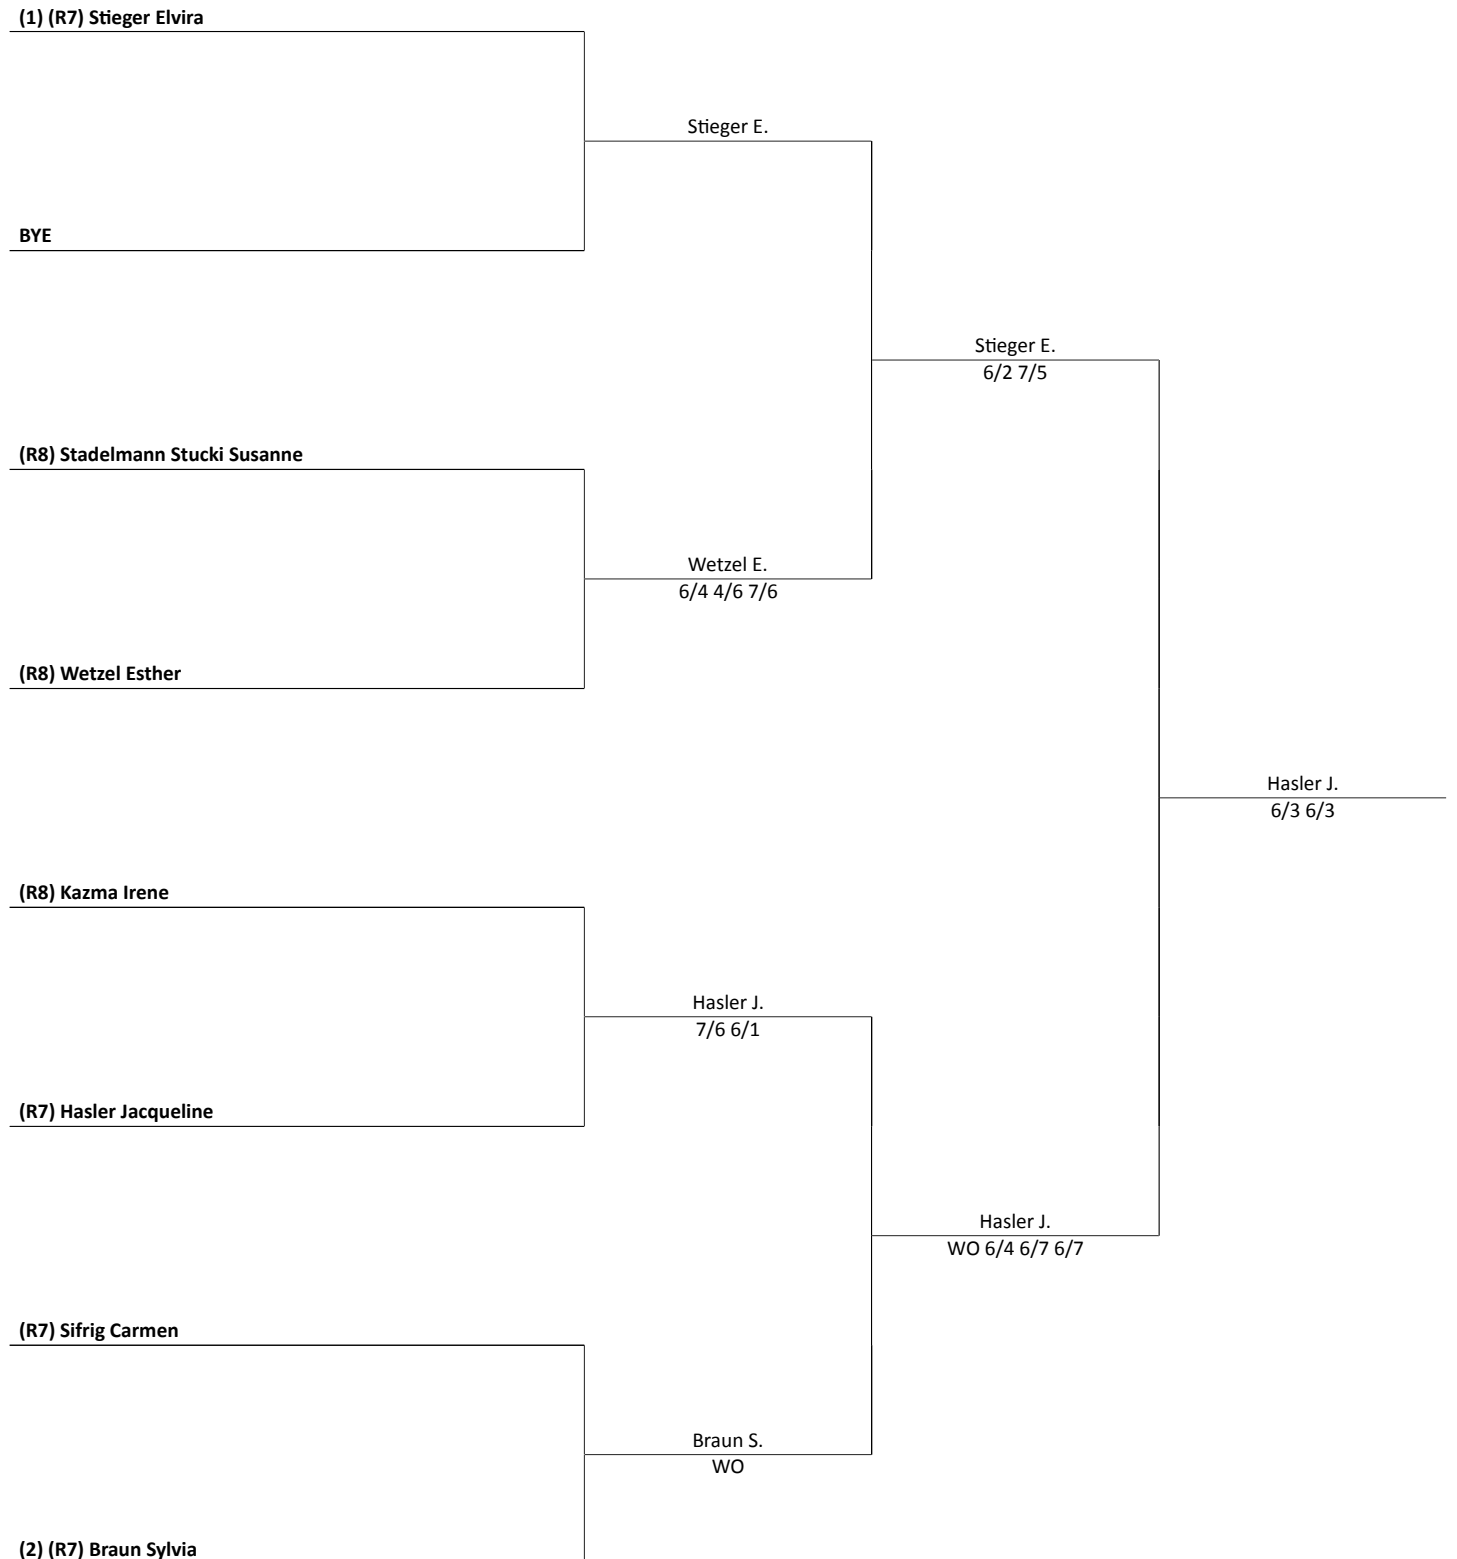 (1) (R7) Stieger Elvira
Stieger E.
BYE
Stieger E.
6/2 7/5
(R8) Stadelmann Stucki Susanne
Wetzel E.
6/4 4/6 7/6
(R8) Wetzel Esther
Hasler J.
6/3 6/3
(R8) Kazma Irene
Hasler J.
7/6 6/1
(R7) Hasler Jacqueline
Hasler J.
WO 6/4 6/7 6/7
(R7) Sifrig Carmen
Braun S.
WO
(2) (R7) Braun Sylvia